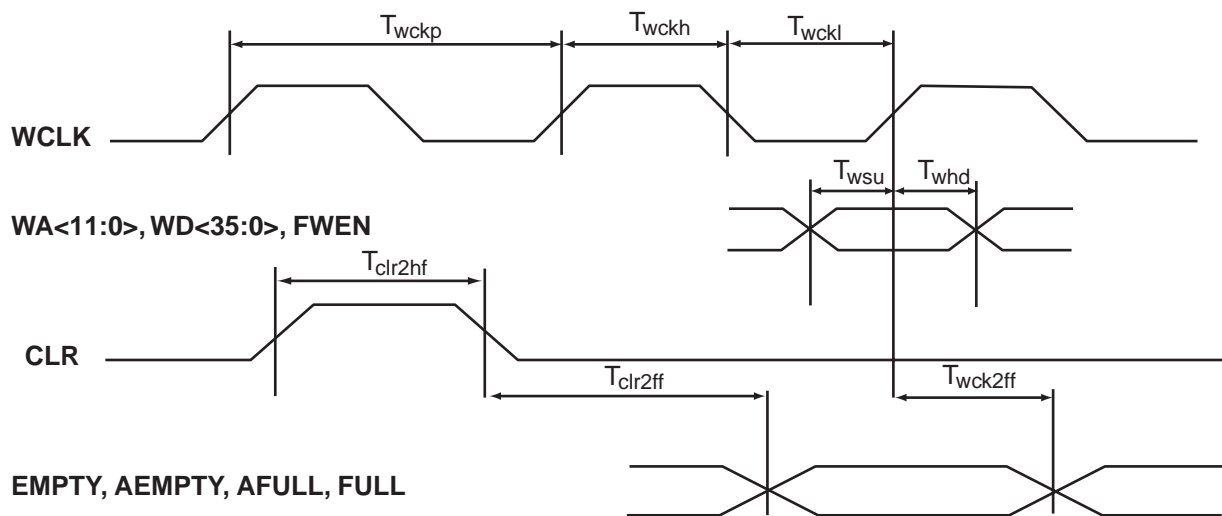 Twckp Twckh Twckl
WCLK
Twsu Twhd
WA<11:0>, WD<35:0>, FWEN
Tclr2hf
CLR
Tclr2ff Twck2ff
EMPTY, AEMPTY, AFULL, FULL